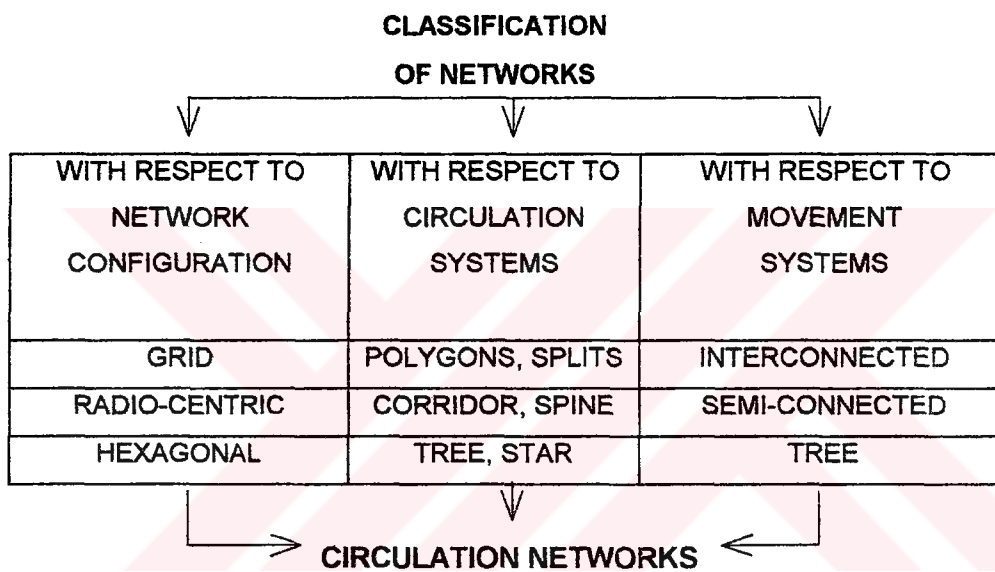 CLASSIFICATION
OF NETWORKS
WITH RESPECT TO
NETWORK
CONFIGURATION
WITH RESPECT TO
CIRCULATION
SYSTEMS
WITH RESPECT TO
MOVEMENT
SYSTEMS
GRID
POLYGONS, SPLITS
INTERCONNECTED
RADIO-CENTRIC
CORRIDOR, SPINE
SEMI-CONNECTED
HEXAGONAL
TREE, STAR
TREE
CIRCULATION NETWORKS